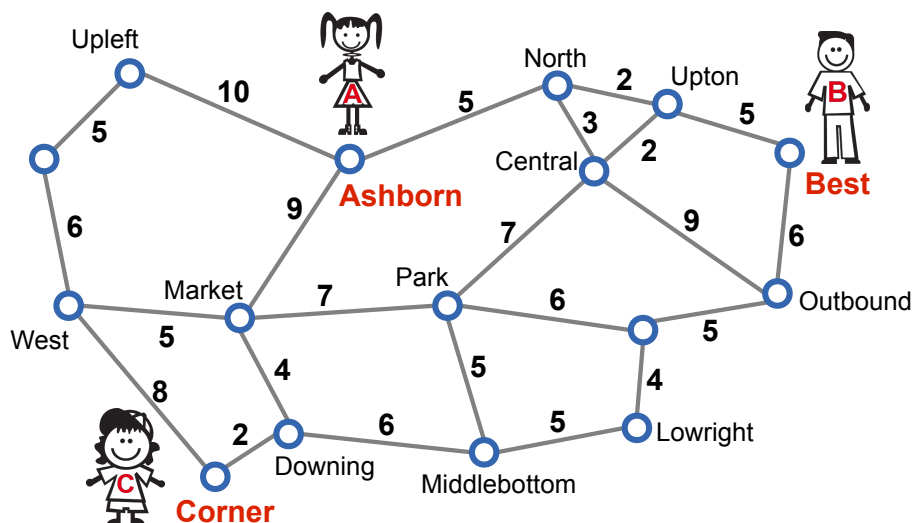 Upleft
North
2
Upton
10
A
5
B
5
5
3
Central
2
Ashborn
Best
9
6
7
9
6
Market
Park
7
6
Outbound
West
5
5
4
5
4
8
2
6
5
Lowright
Downing
Middlebottom
C
Corner